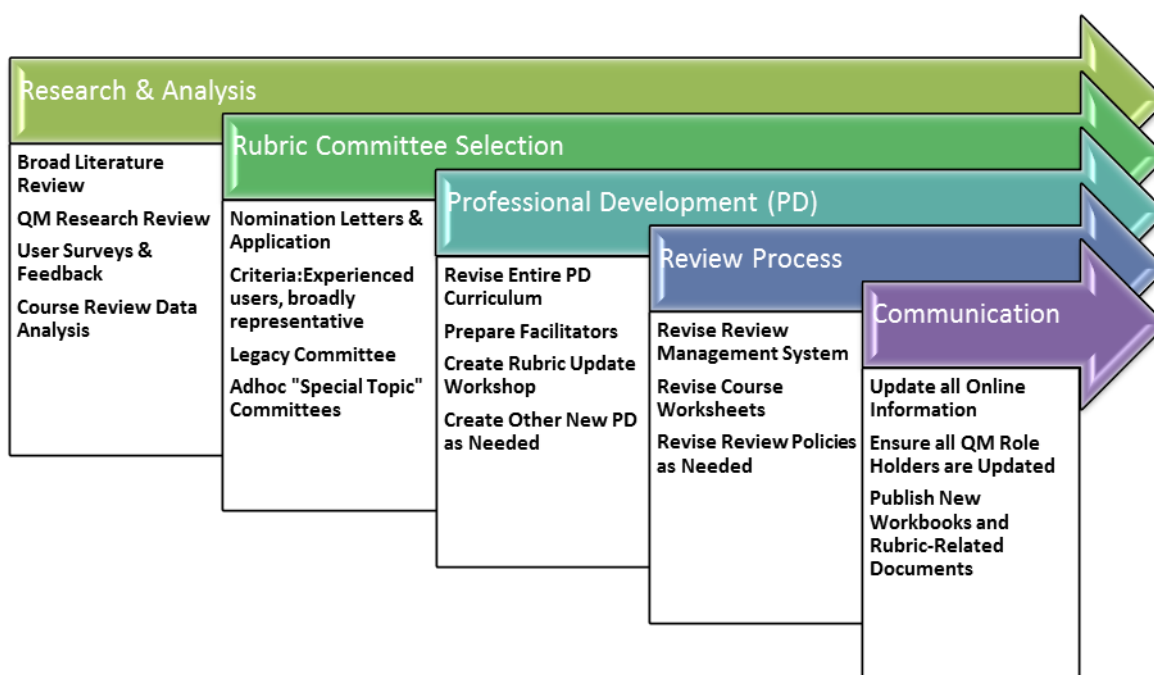 Research & Analysis
Broad Literature
Review
QM Research Review
User Surveys &
Feedback
Course Review Data
Analysis
Rubric Committee Selection
Nomination Letters &
Application
Criteria:Experienced
users, broadly
representative
Legacy Committee
Adhoc "Special Topic"
Committees
Professional Development (PD)
Revise Entire PD
Curriculum
Prepare Facilitators
Create Rubric Update
Workshop
Create Other New PD
as Needed
Review Process
Revise Review
Management System
Revise Course
Worksheets
Revise Review Policies
as Needed
Communication
Update all Online
Information
Ensure all QM Role
Holders are Updated
Publish New
Workbooks and
Rubric-Related
Documents